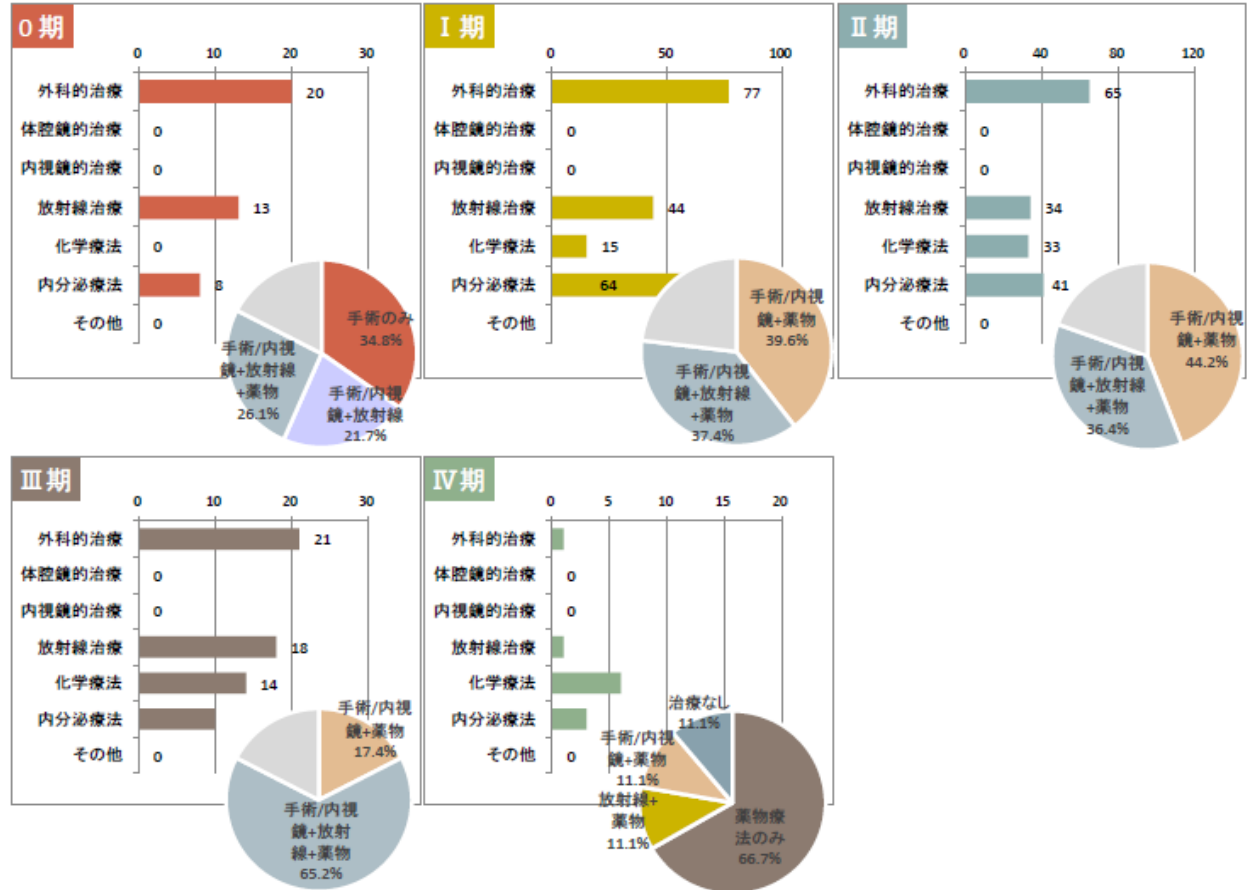 0期
0 10 20 30
外科的治療 20
体腔鏡的治療 0
内視鏡的治療 0
放射線治療 13
化学療法 0
内分泌療法 8
その他 0
手術のみ
34.8%
手術/内視
鏡+放射線
21.7%
手術/内視
鏡+放射線
+薬物
26.1%
Ⅰ期
0 50 100
外科的治療 77
体腔鏡的治療 0
内視鏡的治療 0
放射線治療 44
化学療法 15
内分泌療法 64
その他
手術/内視
鏡+薬物
39.6%
手術/内視
鏡+放射線
+薬物
37.4%
Ⅱ期
0 40 80 120
外科的治療 65
体腔鏡的治療 0
内視鏡的治療 0
放射線治療 34
化学療法 33
内分泌療法 41
その他 0
手術/内視
鏡+薬物
44.2%
手術/内視
鏡+放射線
+薬物
36.4%
Ⅲ期
0 10 20 30
外科的治療 21
体腔鏡的治療 0
内視鏡的治療 0
放射線治療 18
化学療法 14
内分泌療法
その他 0
手術/内視
鏡+薬物
17.4%
手術/内視
鏡+放射
線+薬物
65.2%
Ⅳ期
0 5 10 15 20
外科的治療
体腔鏡的治療 0
内視鏡的治療 0
放射線治療
化学療法
内分泌療法
その他 0
治療なし
11.1%
手術/内視
鏡+薬物
11.1%
放射線+
薬物
11.1%
薬物療
法のみ
66.7%